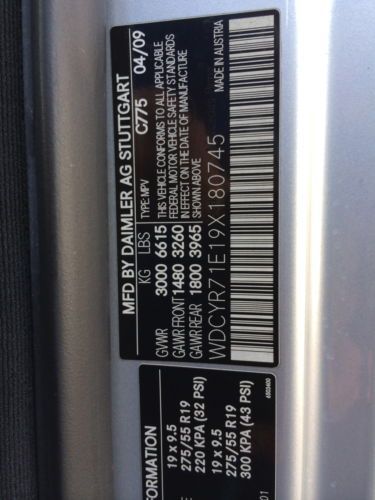 MFD BY DAIMLER AG STUTTGART
C775 04/09
KG LBS TYPE: MPV
THIS VEHICLE CONFORMS TO ALL APPLICABLE
FEDERAL MOTOR VEHICLE SAFETY STANDARDS
IN EFFECT ON THE DATE OF MANUFACTURE
SHOWN ABOVE
GVWR 3000 6615
GAWR FRONT 1480 3260
GAWR REAR 1800 3965
MADE IN AUSTRIA
WDCYR71E19X180745
FORMATION
19 x 9.5
275/55 R19
220 KPA (32 PSI)
19 x 9.5
275/55 R19
300 KPA (43 PSI)
01